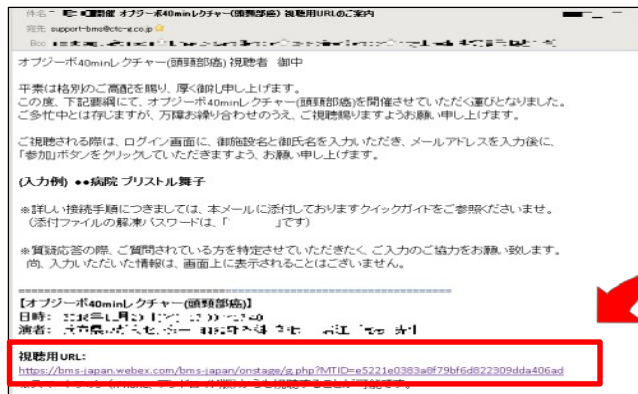 件名
開催 オプジーボ40minレクチャー(頭頸部癌) 視聴用URLのご案内
宛先 support-bms@ctc-g.co.jp
Bcc
オプジーボ40minレクチャー(頭頸部癌) 視聴者 御中
平素は格別のご高配を賜り、厚く御礼申し上げます。
この度、下記要綱にて、オプジーボ40minレクチャー(頭頸部癌)を開催させていただく運びとなりました。
ご多忙中とは存じますが、万障お繰り合わせのうえ、ご視聴賜りますようお願い申し上げます。
ご視聴される際は、ログイン画面に、御施設名と御氏名を入力いただき、メールアドレスを入力後に、
「参加」ボタンをクリックしていただきますよう、お願い申し上げます。
(入力例) ●●病院 ブリストル舞子
※詳しい接続手順につきましては、本メールに添付しておりますクイックガイドをご参照くださいませ。
(添付ファイルの解凍パスワードは、「 」です)
※質疑応答の際、ご質問されている方を特定させていただきたく、ご入力のご協力をお願い致します。
尚、入力いただいた情報は、画面上に表示されることはございません。
【オプジーボ40minレクチャー(頭頸部癌)】
日時:
演者:
視聴用URL:
https://bms-japan.webex.com/bms-japan/onstage/g.php?MTID=e5221e0383a8f79bf6d822309dda406ad
も視聴することが可能です。